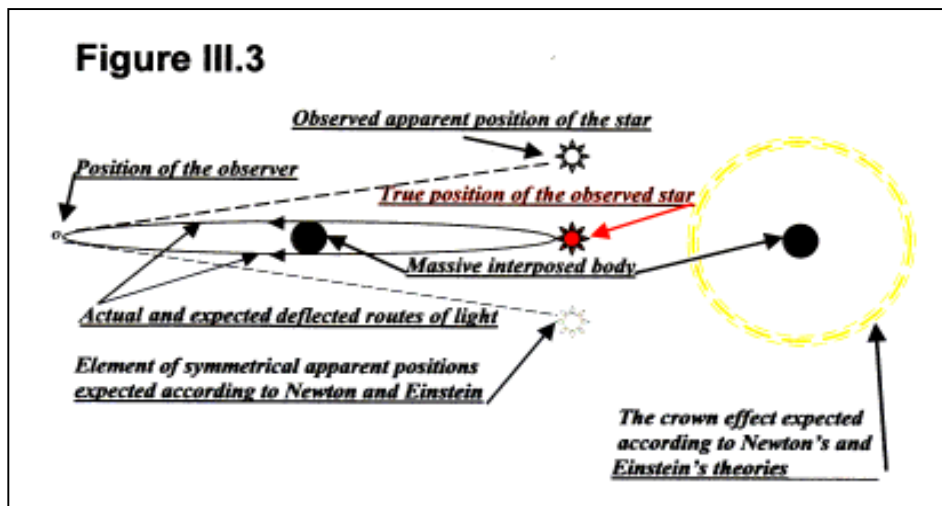 Figure III.3
Observed apparent position of the star
Position of the observer
True position of the observed star
o
Massive interposed body
Actual and expected deflected routes of light
Element of symmetrical apparent positions
expected according to Newton and Einstein
The crown effect expected
according to Newton's and
Einstein's theories